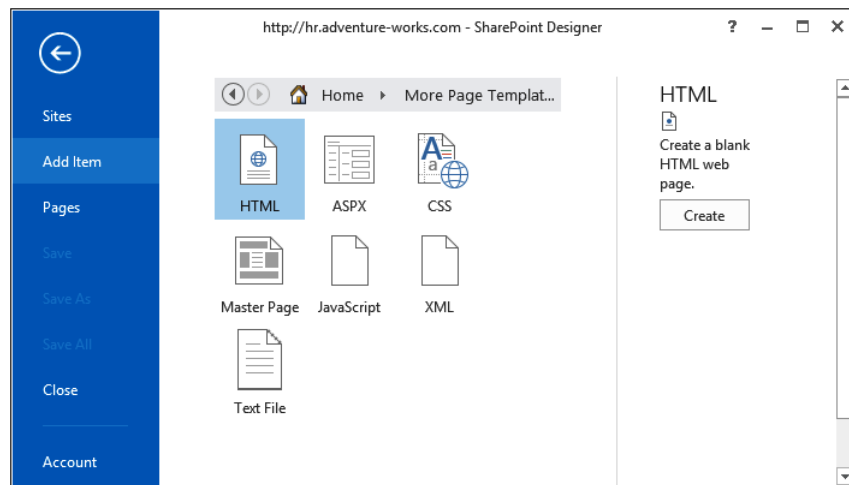 http://hr.adventure-works.com - SharePoint Designer
?
Sites
Add Item
Pages
Save
Save As
Save All
Close
Account
Home
More Page Templat...
HTML
ASPX
CSS
Master Page
JavaScript
XML
Text File
HTML
Create a blank
HTML web
page.
Create